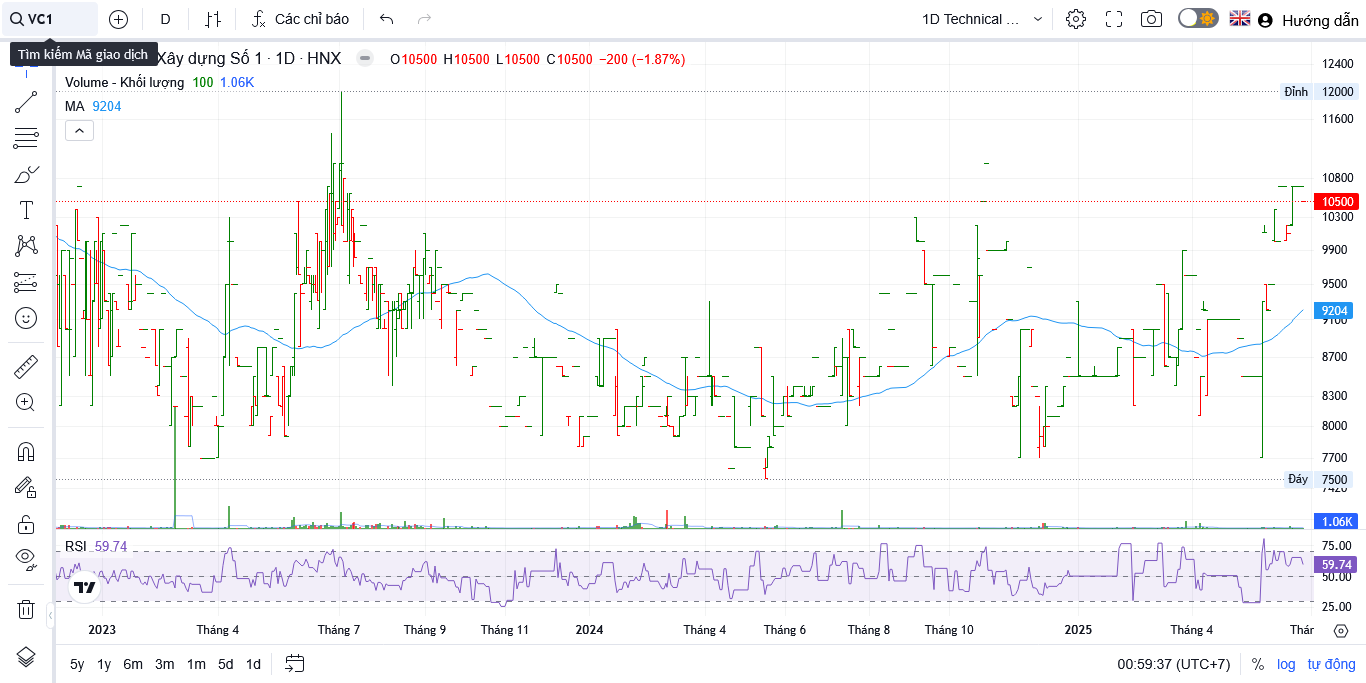 VC1
D
Các chỉ báo
1D Technical ...
Hướng dẫn
Tìm kiếm Mã giao dịch
Xây dựng Số 1 · 1D · HNX
O10500 H10500 L10500 C10500 −200 (−1.87%)
Volume - Khối lượng 100 1.06K
MA 9204
12400
Đỉnh 12000
11600
10800
10500
10300
9900
9500
9204
9100
8700
8300
8000
7700
Đáy 7500
7420
1.06K
RSI 59.74
75.00
59.74
50.00
25.00
2023 Tháng 4 Tháng 7 Tháng 9 Tháng 11 2024 Tháng 4 Tháng 6 Tháng 8 Tháng 10 2025 Tháng 4 Thár
5y 1y 6m 3m 1m 5d 1d
00:59:37 (UTC+7) % log tự động